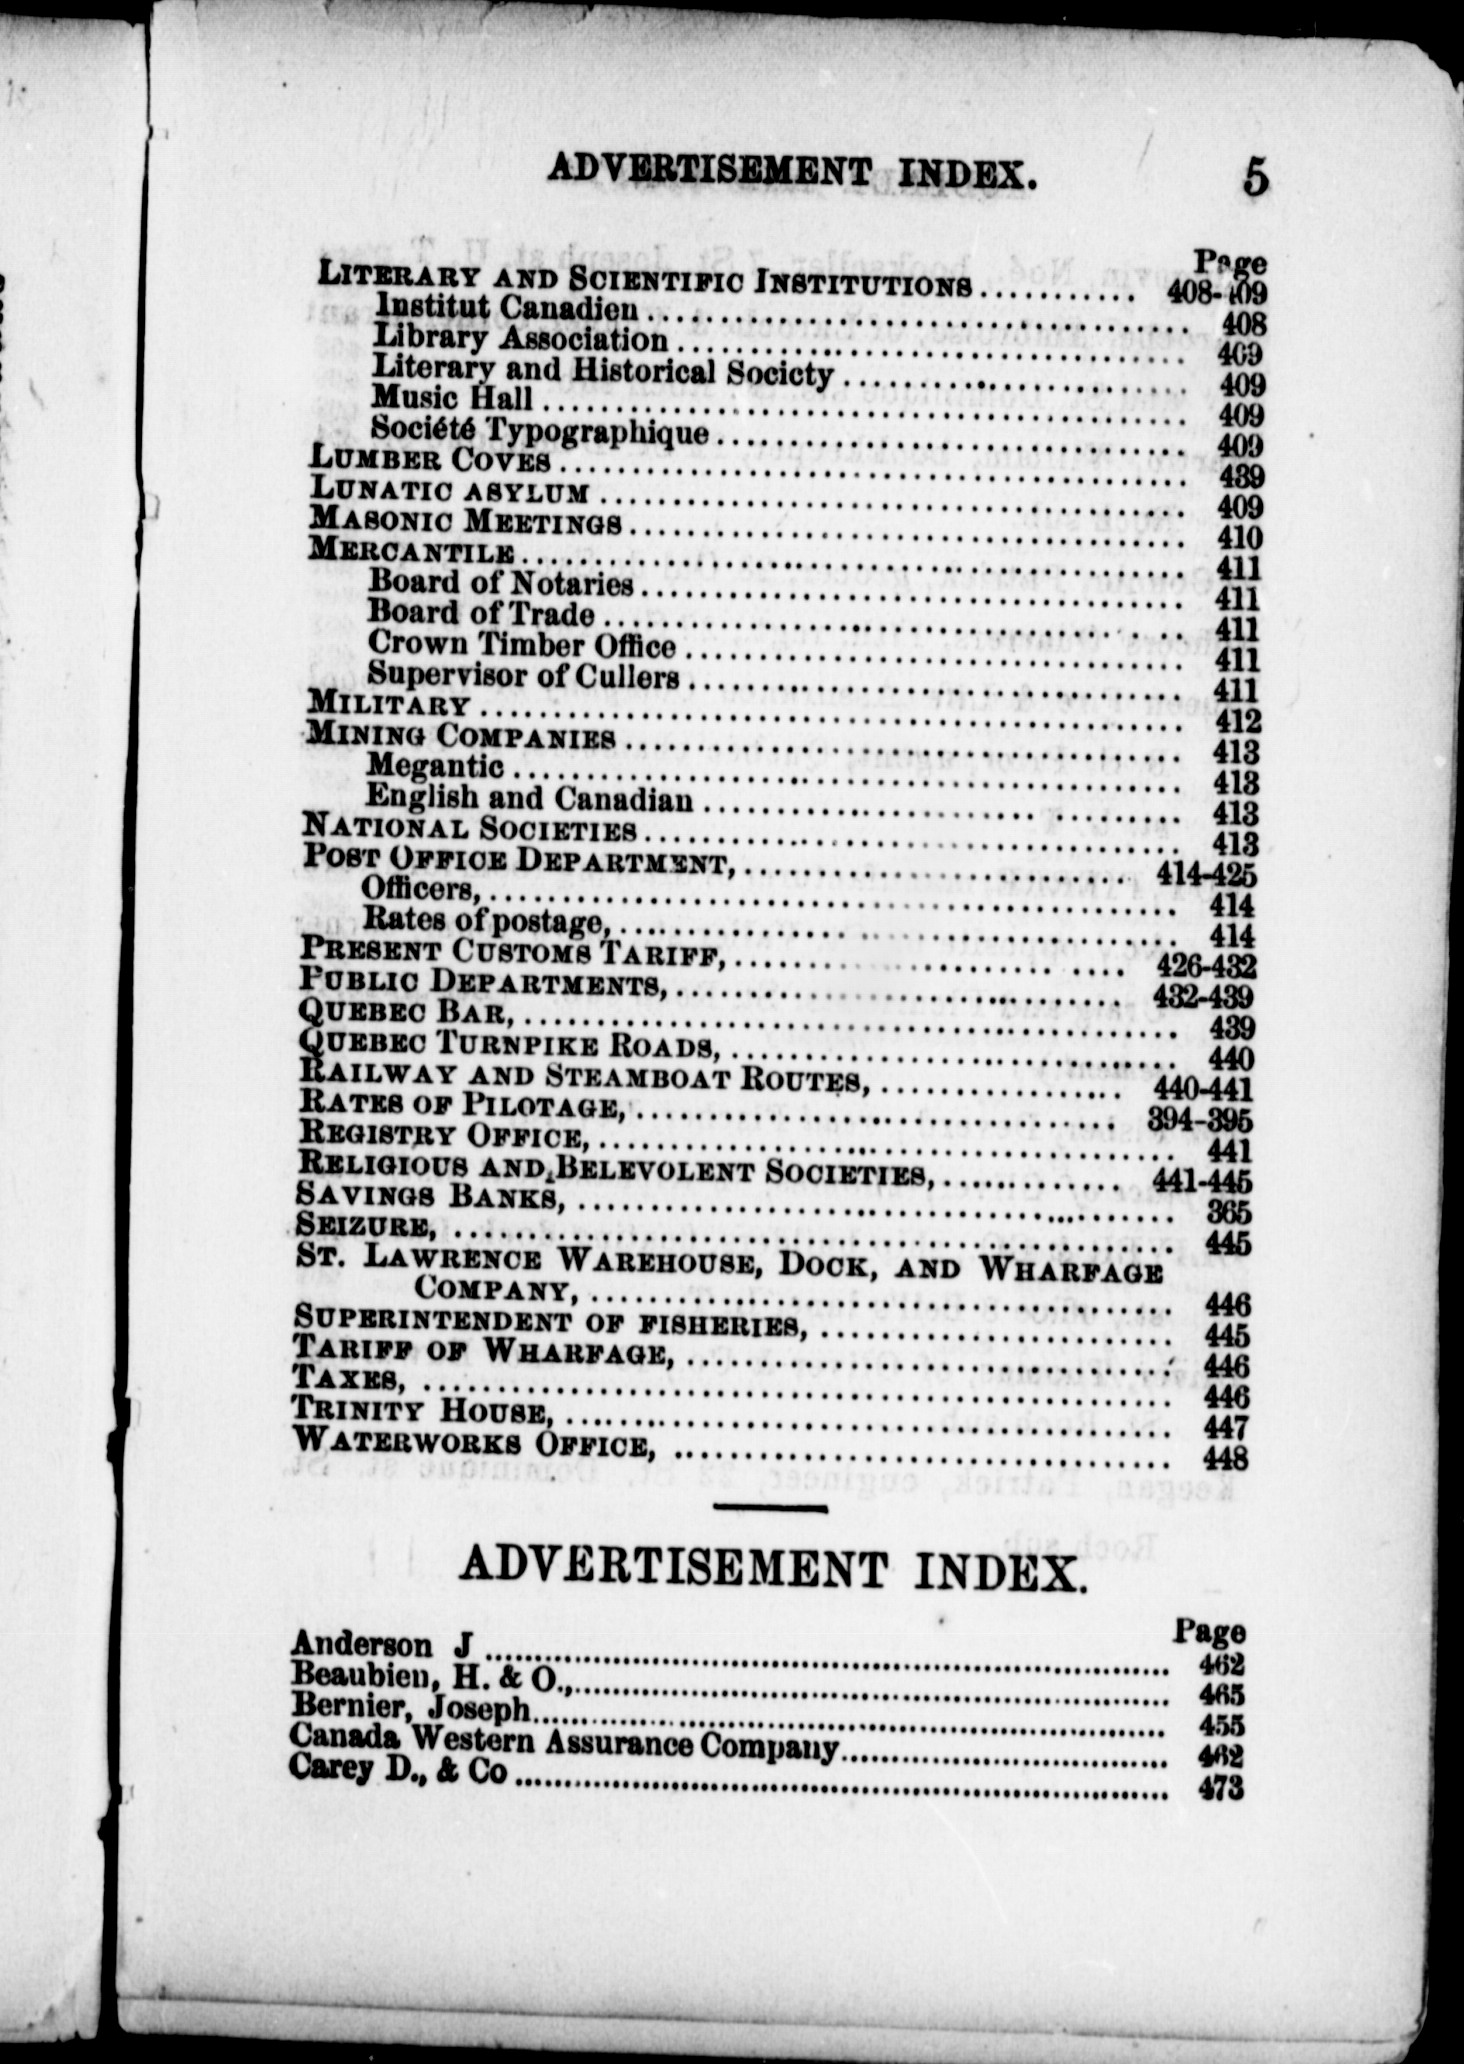 ADVERTISEMENT INDEX. 5
Page
LITERARY AND SCIENTIFIC INSTITUTIONS........... 408-409
Institut Canadien..................................... 408
Library Association................................... 409
Literary and Historical Society........................ 409
Music Hall............................................ 409
Société Typographique................................ 409
LUMBER COVES.......................................... 439
LUNATIC ASYLUM........................................ 409
MASONIC MEETINGS...................................... 410
MERCANTILE............................................. 411
Board of Notaries..................................... 411
Board of Trade........................................ 411
Crown Timber Office.................................. 411
Supervisor of Cullers.................................. 411
MILITARY................................................ 412
MINING COMPANIES...................................... 413
Megantic.............................................. 413
English and Canadian................................. 413
NATIONAL SOCIETIES..................................... 413
POST OFFICE DEPARTMENT,........................... 414-425
Officers,............................................... 414
Rates of postage,...................................... 414
PRESENT CUSTOMS TARIFF,........................... 426-432
PUBLIC DEPARTMENTS,............................... 432-439
QUEBEC BAR,............................................ 439
QUEBEC TURNPIKE ROADS,............................... 440
RAILWAY AND STEAMBOAT ROUTES,................. 440-441
RATES OF PILOTAGE,................................. 394-395
REGISTRY OFFICE,....................................... 441
RELIGIOUS AND BELEVOLENT SOCIETIES,............. 441-445
SAVINGS BANKS,......................................... 365
SEIZURE,................................................. 445
ST. LAWRENCE WAREHOUSE, DOCK, AND WHARFAGE
COMPANY,........................................ 446
SUPERINTENDENT OF FISHERIES,......................... 445
TARIFF OF WHARFAGE,.................................. 446
TAXES,................................................... 446
TRINITY HOUSE,......................................... 447
WATERWORKS OFFICE,................................... 448
ADVERTISEMENT INDEX.
Page
Anderson J.............................................. 462
Beaubien, H. & O.,....................................... 465
Bernier, Joseph.......................................... 455
Canada Western Assurance Company...................... 462
Carey D., & Co........................................... 473